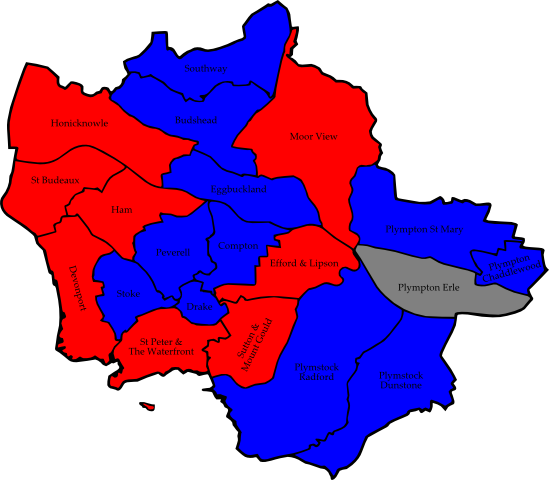 Southway
Budshead
Honicknowle
Moor View
St Budeaux
Eggbuckland
Ham
Plympton St Mary
Compton
Peverell
Efford & Lipson
Plympton
Chaddlewood
Devonport
Plympton Erle
Stoke
Drake
St Peter &
The Waterfront
Sutton &
Mount Gould
Plymstock
Radford
Plymstock
Dunstone